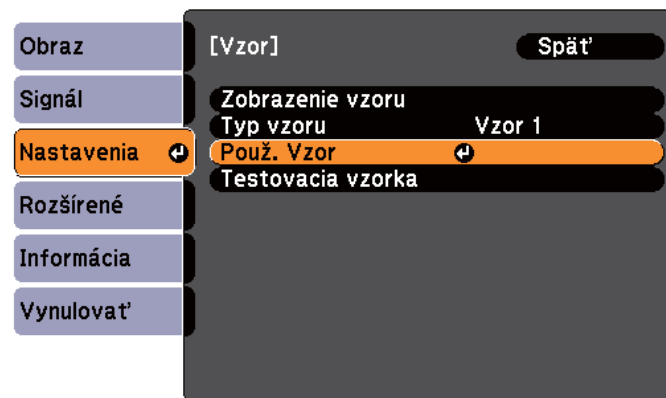 Obraz
Signál
Nastavenia
Rozšírené
Informácia
Vynulovať
[Vzor] Späť
Zobrazenie vzoru
Typ vzoru Vzor 1
Použ. Vzor
Testovacia vzorka